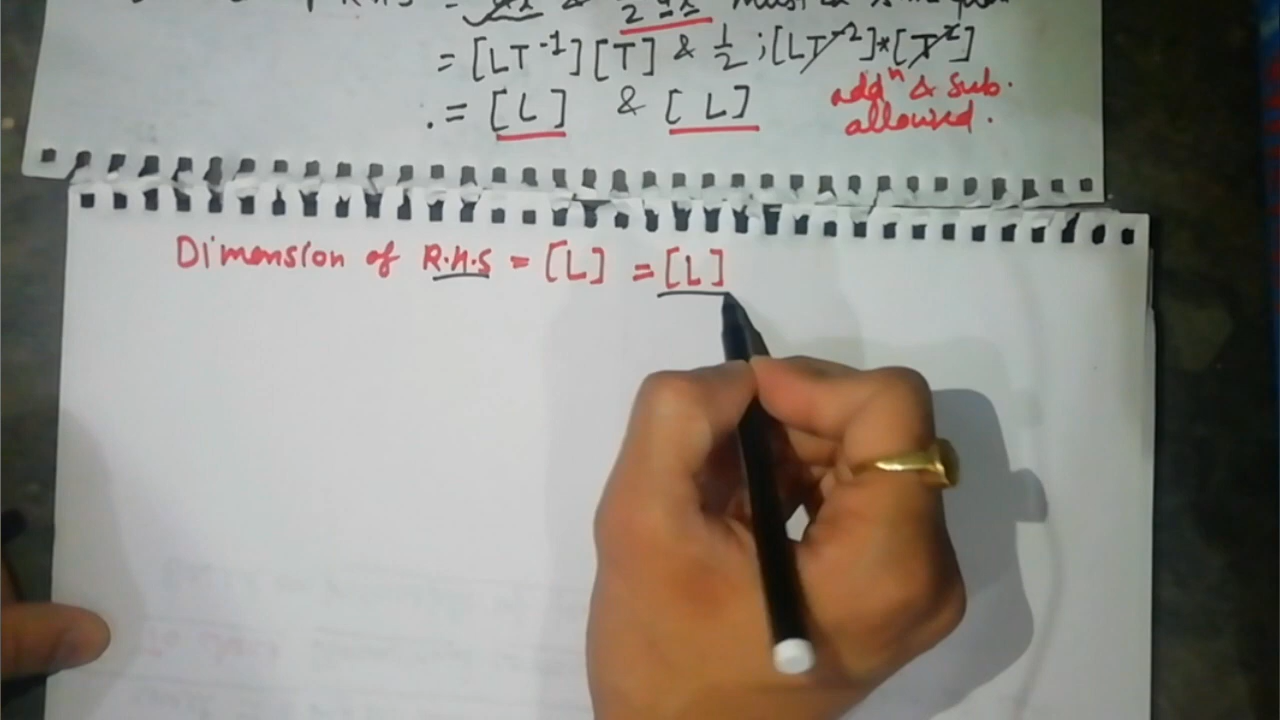 = [LT⁻¹][T] & 1/2 ; [LT⁻²]*[T²]
.= [L] & [L] addⁿ & sub. allowed.
Dimension of R.H.S = [L] = [L]